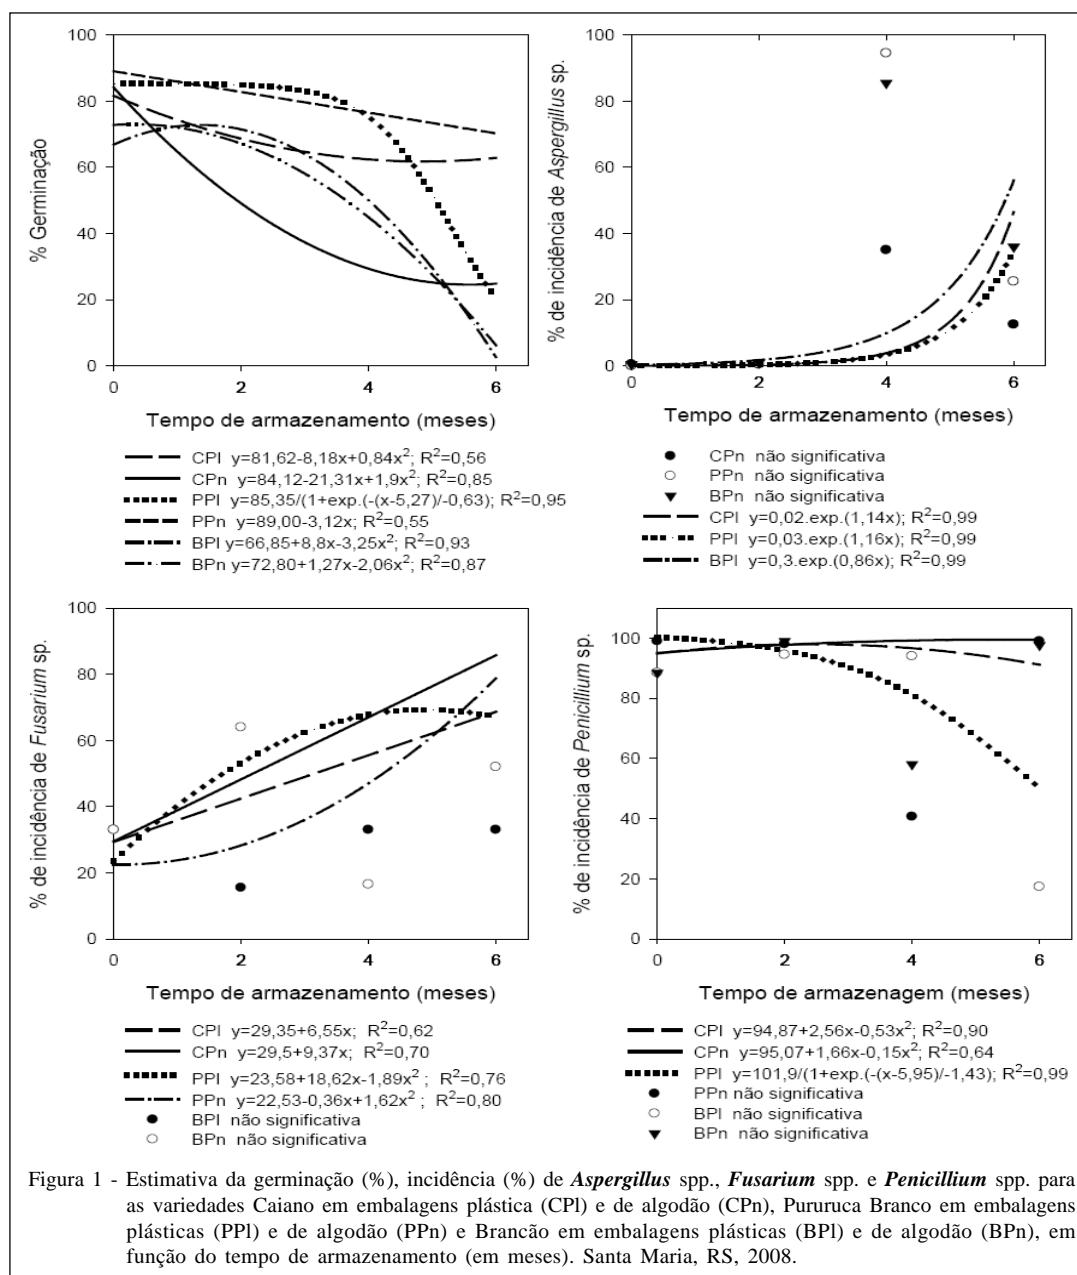 % Germinação
100
80
60
40
20
0
0 2 4 6
Tempo de armazenamento (meses)
CPl y=81,62-8,18x+0,84x²; R²=0,56
CPn y=84,12-21,31x+1,9x²; R²=0,85
PPl y=85,35/(1+exp.(-(x-5,27)/-0,63); R²=0,95
PPn y=89,00-3,12x; R²=0,55
BPl y=66,85+8,8x-3,25x²; R²=0,93
BPn y=72,80+1,27x-2,06x²; R²=0,87
% de incidência de Aspergillus sp.
100
80
60
40
20
0
0 2 4 6
Tempo de armazenamento (meses)
CPn não significativa
PPn não significativa
BPn não significativa
CPl y=0,02.exp.(1,14x); R²=0,99
PPl y=0,03.exp.(1,16x); R²=0,99
BPl y=0,3.exp.(0,86x); R²=0,99
% de incidência de Fusarium sp.
100
80
60
40
20
0
0 2 4 6
Tempo de armazenamento (meses)
CPl y=29,35+6,55x; R²=0,62
CPn y=29,5+9,37x; R²=0,70
PPl y=23,58+18,62x-1,89x² ; R²=0,76
PPn y=22,53-0,36x+1,62x² ; R²=0,80
BPl não significativa
BPn não significativa
% de incidência de Penicillium sp.
100
80
60
40
20
0
0 2 4 6
Tempo de armazenagem (meses)
CPl y=94,87+2,56x-0,53x²; R²=0,90
CPn y=95,07+1,66x-0,15x²; R²=0,64
PPl y=101,9/(1+exp.(-(x-5,95)/-1,43); R²=0,99
PPn não significativa
BPl não significativa
BPn não significativa
Figura 1 - Estimativa da germinação (%), incidência (%) de Aspergillus spp., Fusarium spp. e Penicillium spp. para
as variedades Caiano em embalagens plástica (CPl) e de algodão (CPn), Pururuca Branco em embalagens
plásticas (PPl) e de algodão (PPn) e Brancão em embalagens plásticas (BPl) e de algodão (BPn), em
função do tempo de armazenamento (em meses). Santa Maria, RS, 2008.